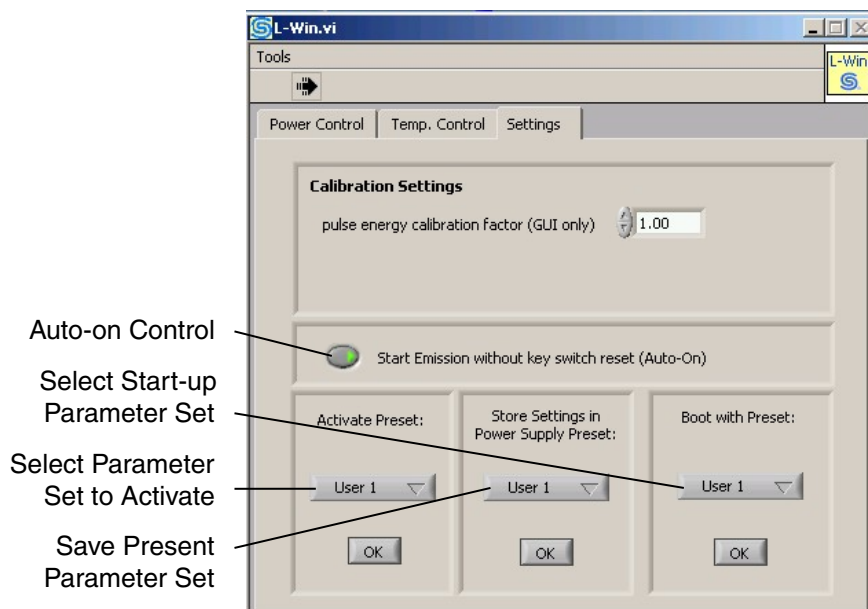 L-Win.vi
Tools
L-Win
Power Control
Temp. Control
Settings
Calibration Settings
pulse energy calibration factor (GUI only)
1.00
Auto-on Control
Start Emission without key switch reset (Auto-On)
Select Start-up
Parameter Set
Select Parameter
Set to Activate
Save Present
Parameter Set
Activate Preset:
User 1
OK
Store Settings in
Power Supply Preset:
User 1
OK
Boot with Preset:
User 1
OK